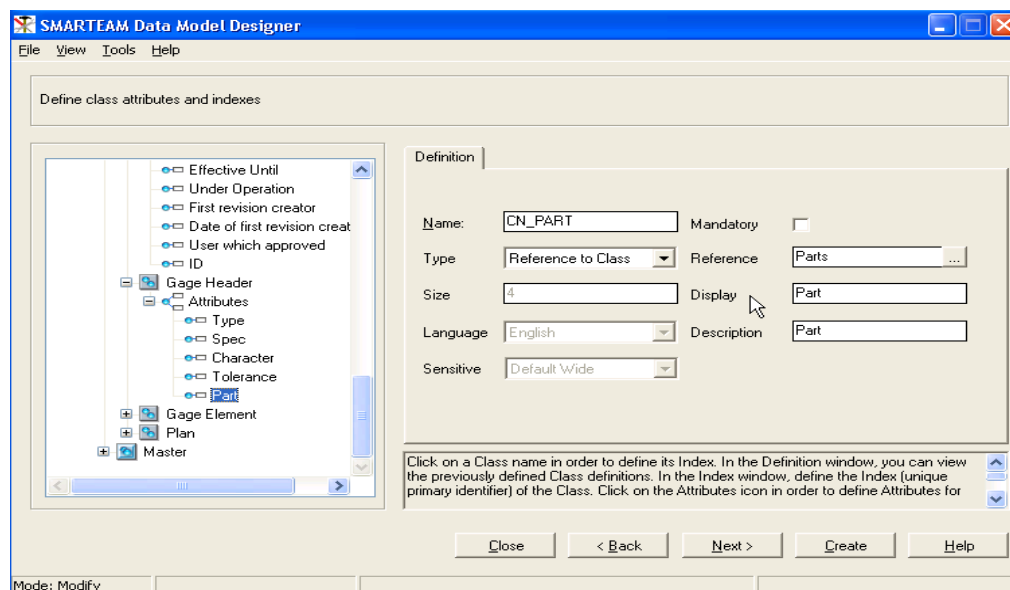 SMARTEAM Data Model Designer
File View Tools Help
Define class attributes and indexes
Effective Until
Under Operation
First revision creator
Date of first revision creat
User which approved
ID
Gage Header
Attributes
Type
Spec
Character
Tolerance
Part
Gage Element
Plan
Master
Definition
Name: CN_PART Mandatory
Type Reference to Class Reference Parts ...
Size 4 Display Part
Language English Description Part
Sensitive Default Wide
Click on a Class name in order to define its Index. In the Definition window, you can view
the previously defined Class definitions. In the Index window, define the Index (unique
primary identifier) of the Class. Click on the Attributes icon in order to define Attributes for
Close < Back Next > Create Help
Mode: Modify